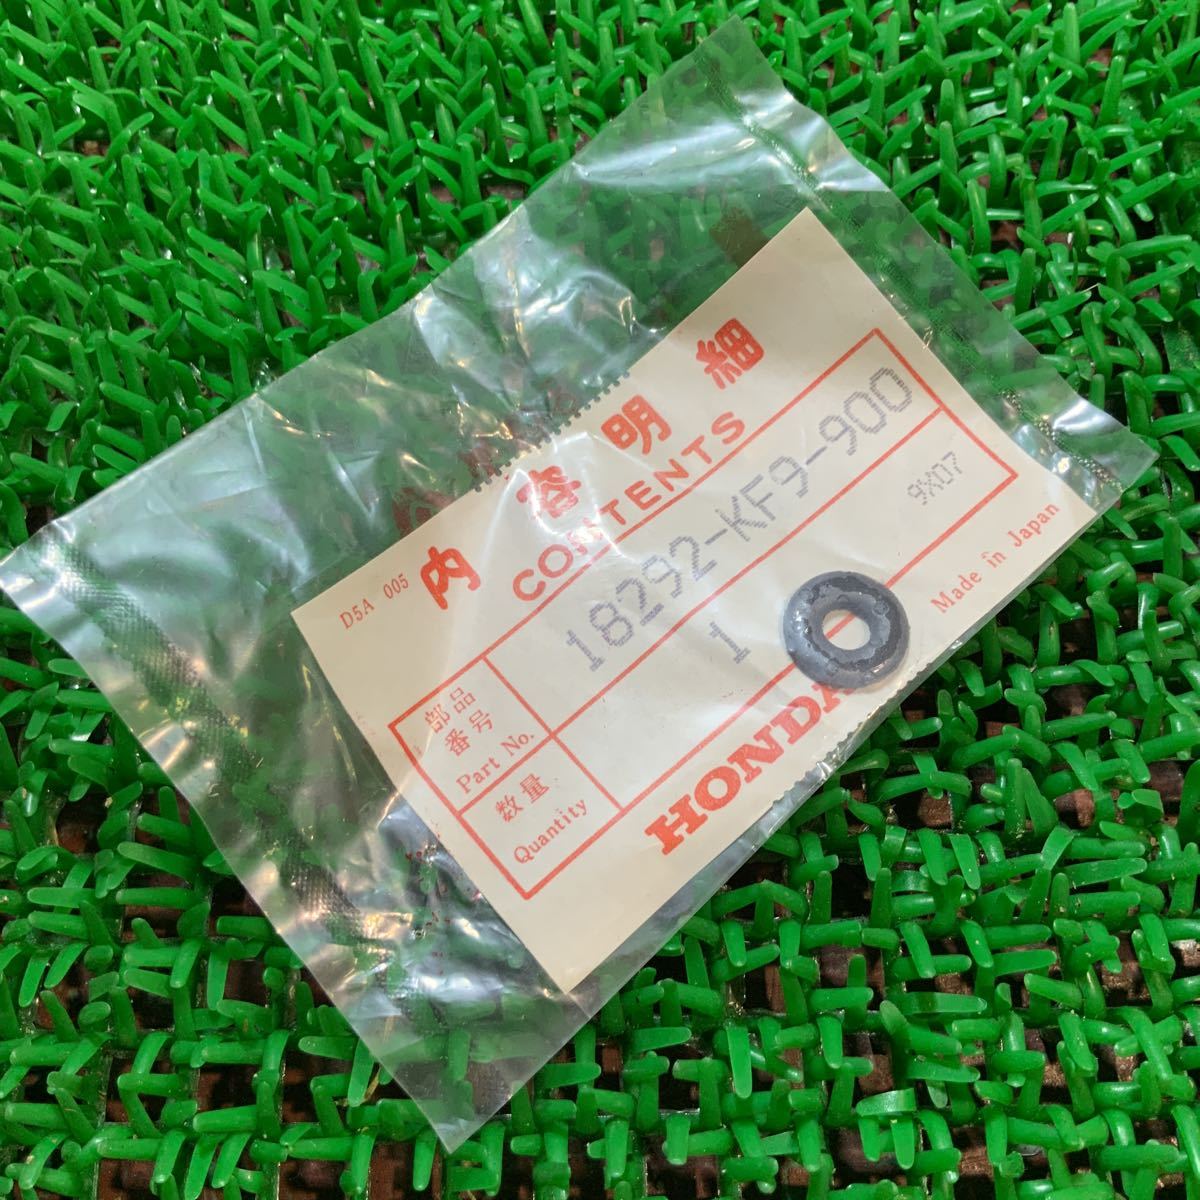 D5A 005
内容明細
CONTENTS
部品番号
Part No.
18292-KF9-900
数量
Quantity
1
9X07
HONDA
Made in Japan